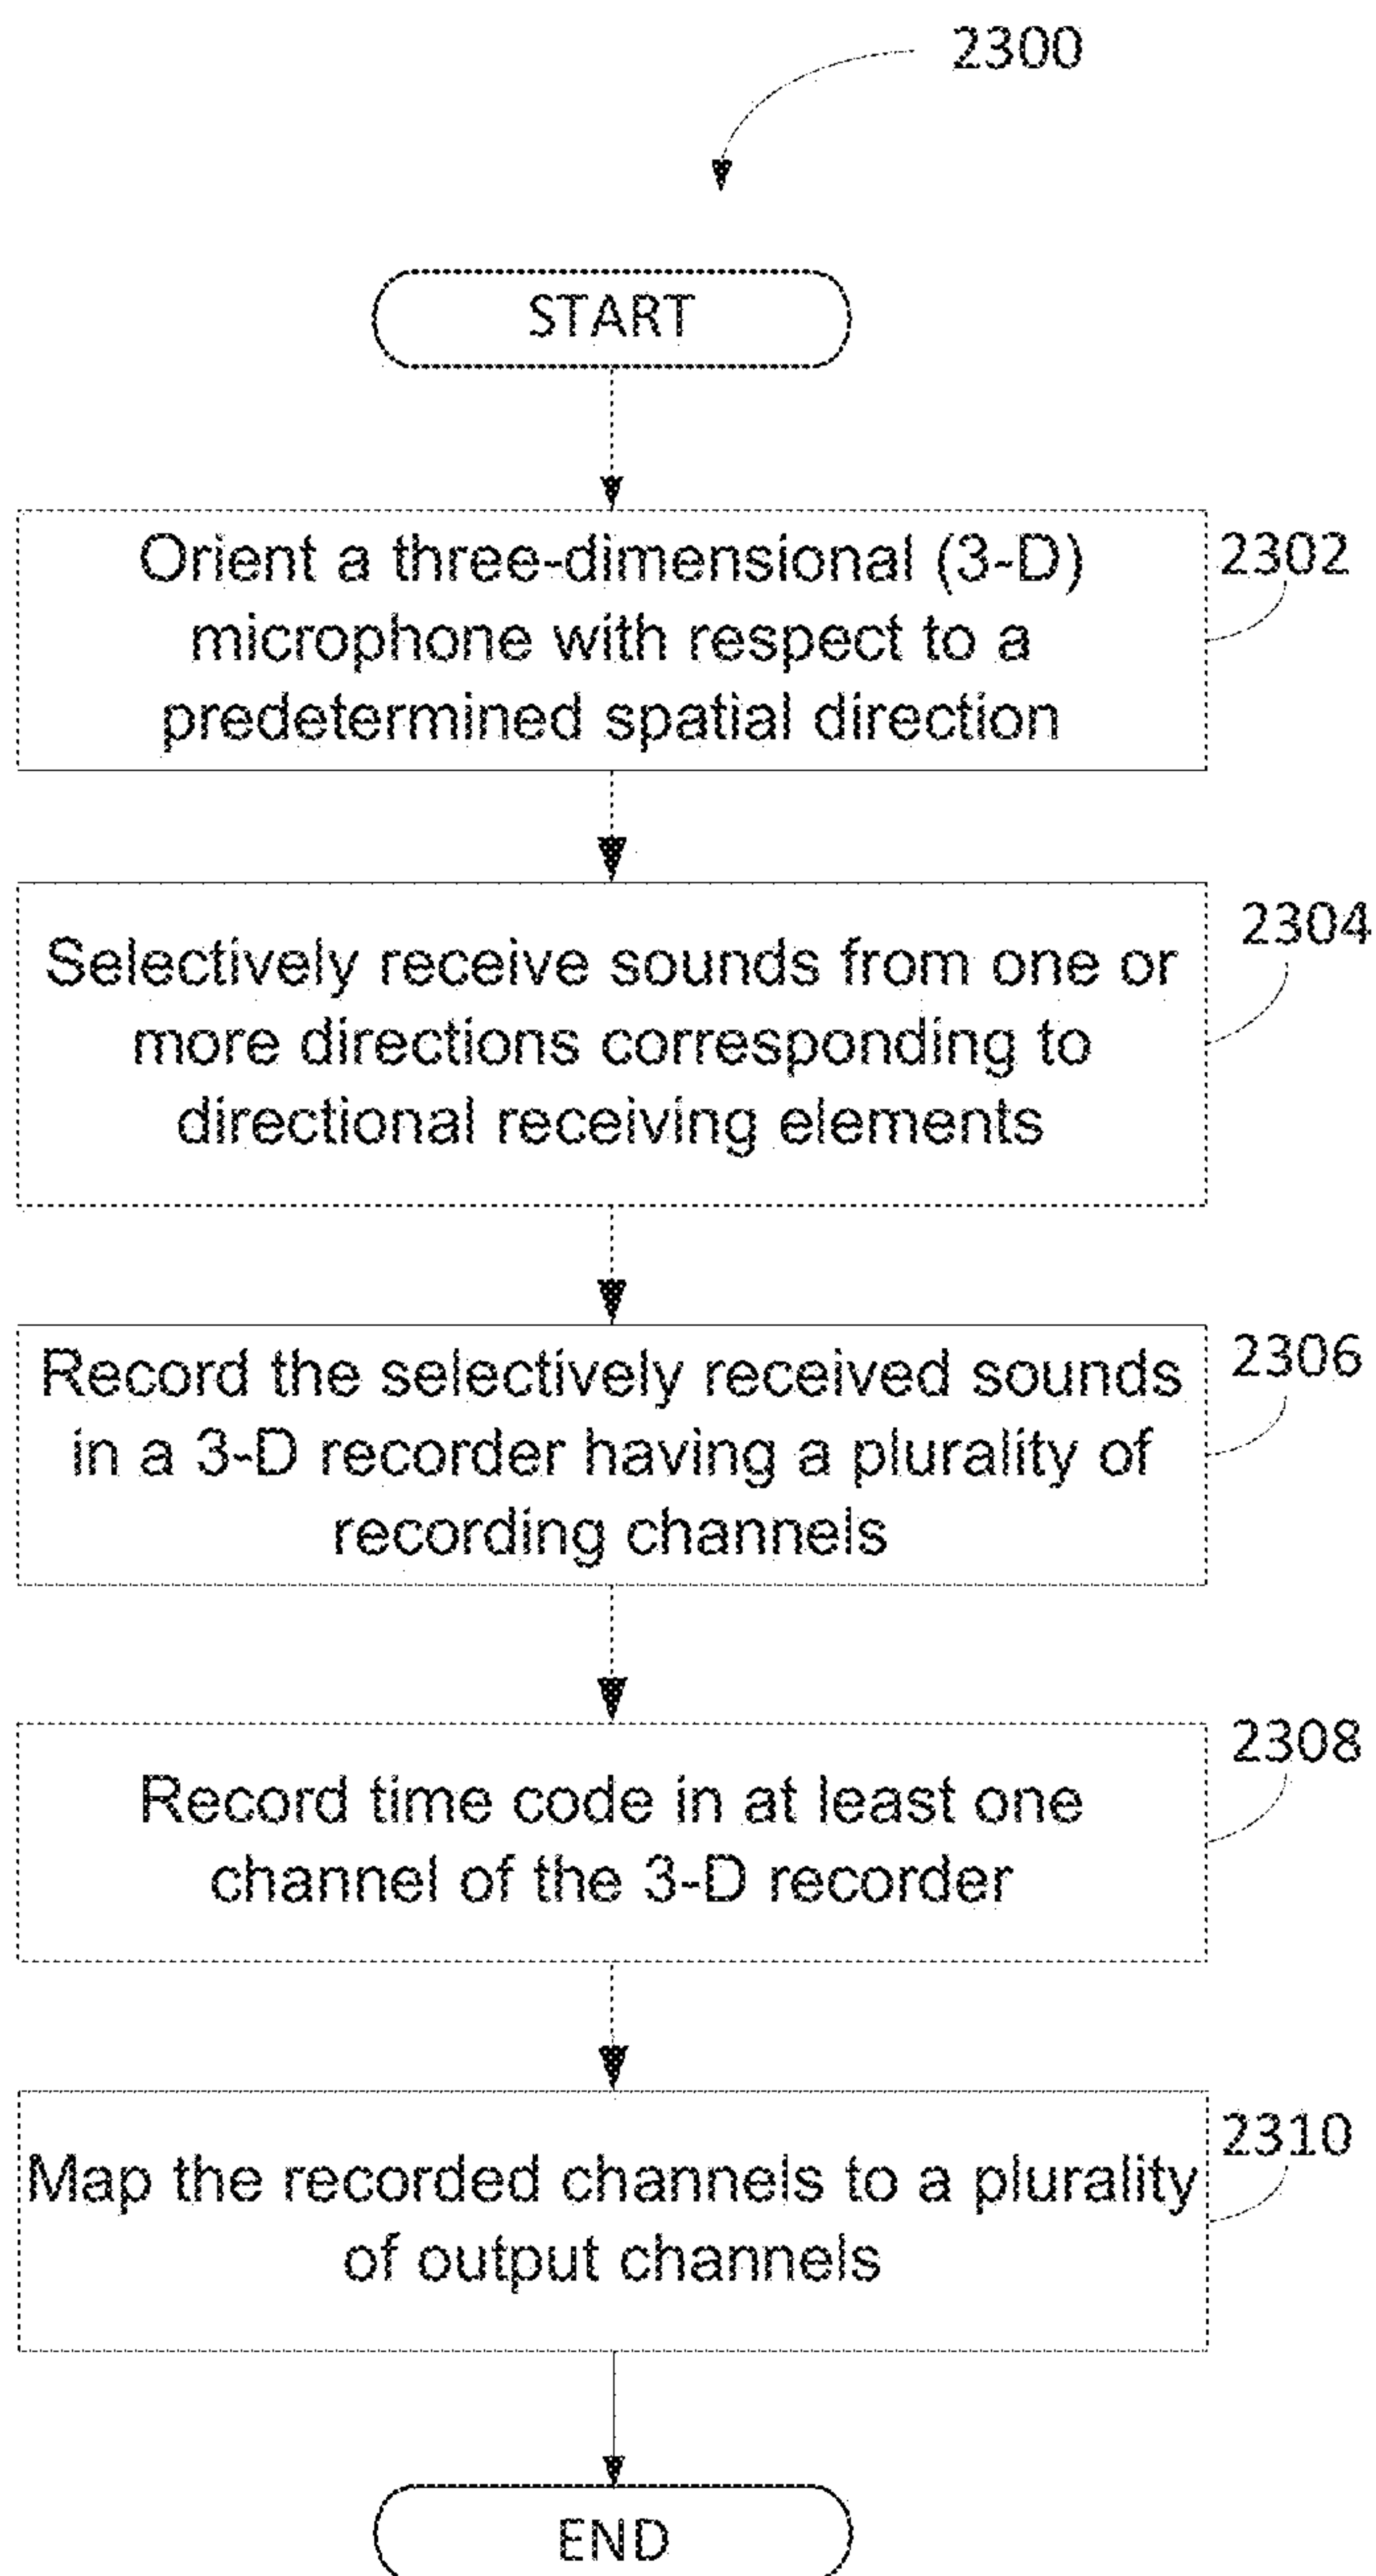 2300
START
Orient a three-dimensional (3-D)
microphone with respect to a
predetermined spatial direction
2302
Selectively receive sounds from one or
more directions corresponding to
directional receiving elements
2304
Record the selectively received sounds
in a 3-D recorder having a plurality of
recording channels
2306
Record time code in at least one
channel of the 3-D recorder
2308
Map the recorded channels to a plurality
of output channels
2310
END